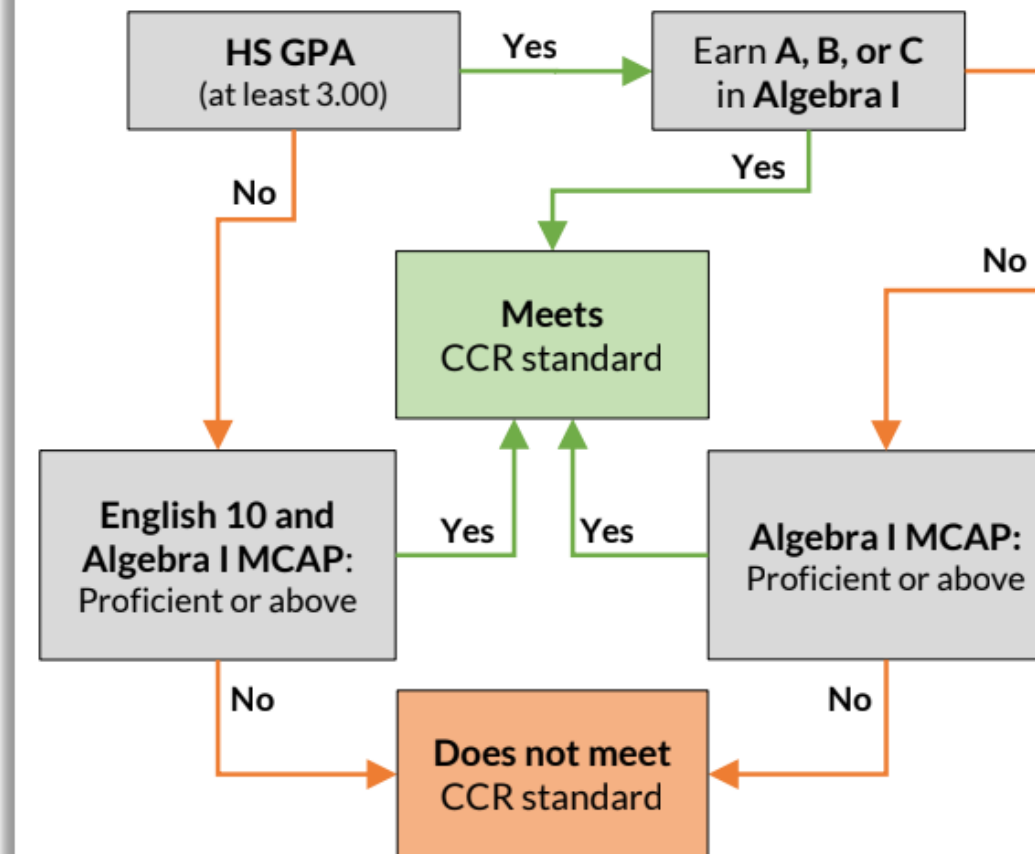 HS GPA
(at least 3.00)
Yes
Earn A, B, or C
in Algebra I
Yes
No
No
Meets
CCR standard
English 10 and
Algebra I MCAP:
Proficient or above
Yes
Yes
Algebra I MCAP:
Proficient or above
No
No
Does not meet
CCR standard